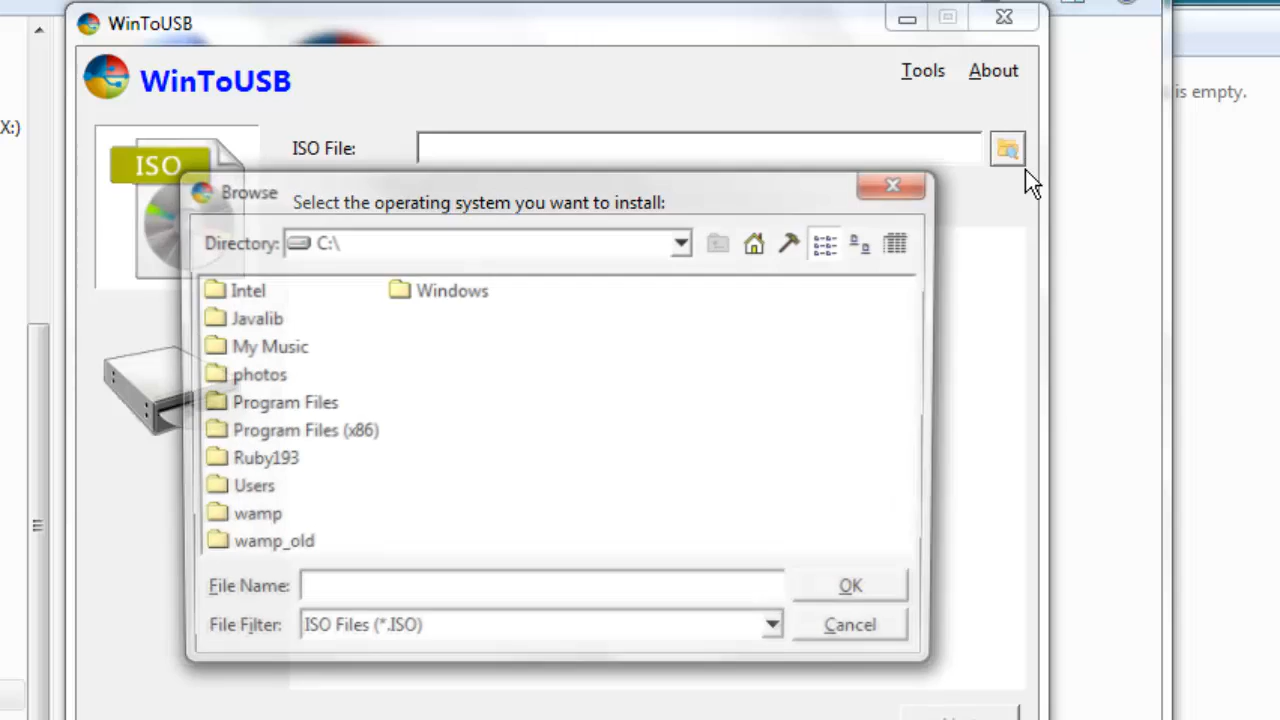 WinToUSB
WinToUSB
Tools About
X:)
is empty.
ISO
ISO File:
Browse
Select the operating system you want to install:
Directory: C:\
Intel Windows
Javalib
My Music
photos
Program Files
Program Files (x86)
Ruby193
Users
wamp
wamp_old
File Name: OK
File Filter: ISO Files (*.ISO) Cancel